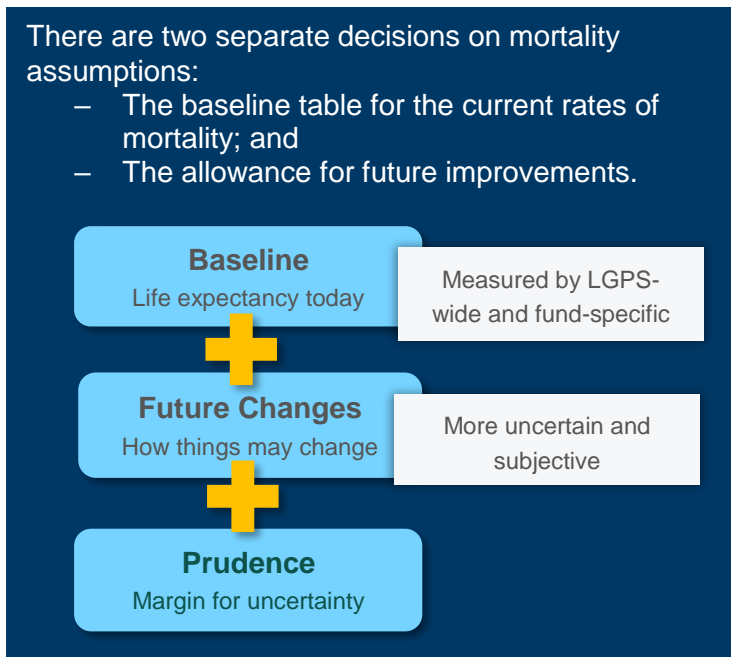 There are two separate decisions on mortality
assumptions:
– The baseline table for the current rates of
mortality; and
– The allowance for future improvements.
Baseline
Life expectancy today
Measured by LGPS-
wide and fund-specific
Future Changes
How things may change
More uncertain and
subjective
Prudence
Margin for uncertainty